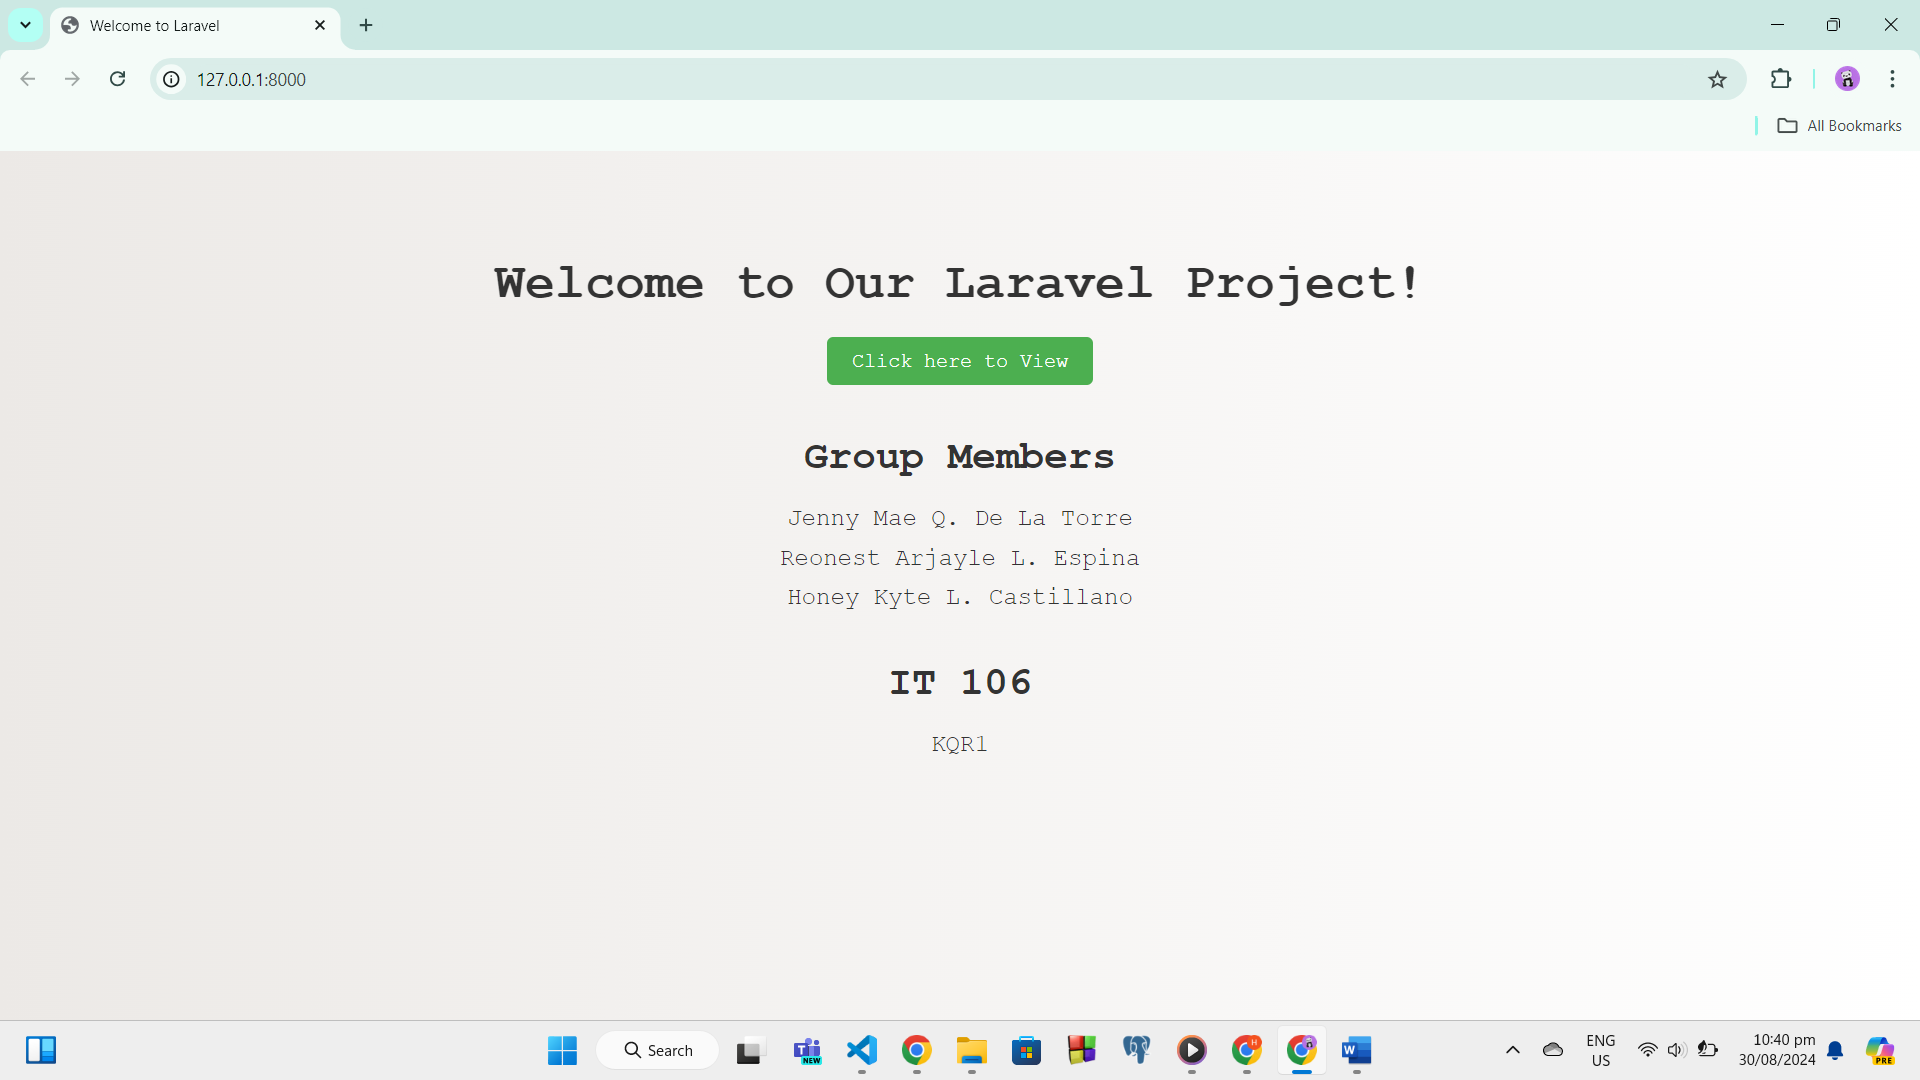 Welcome to Laravel
127.0.0.1:8000
All Bookmarks
Welcome to Our Laravel Project!
Click here to View
Group Members
Jenny Mae Q. De La Torre
Reonest Arjayle L. Espina
Honey Kyte L. Castillano
IT 106
KQR1
Search
NEW
H
W
ENG
US
10:40 pm
30/08/2024
PRE